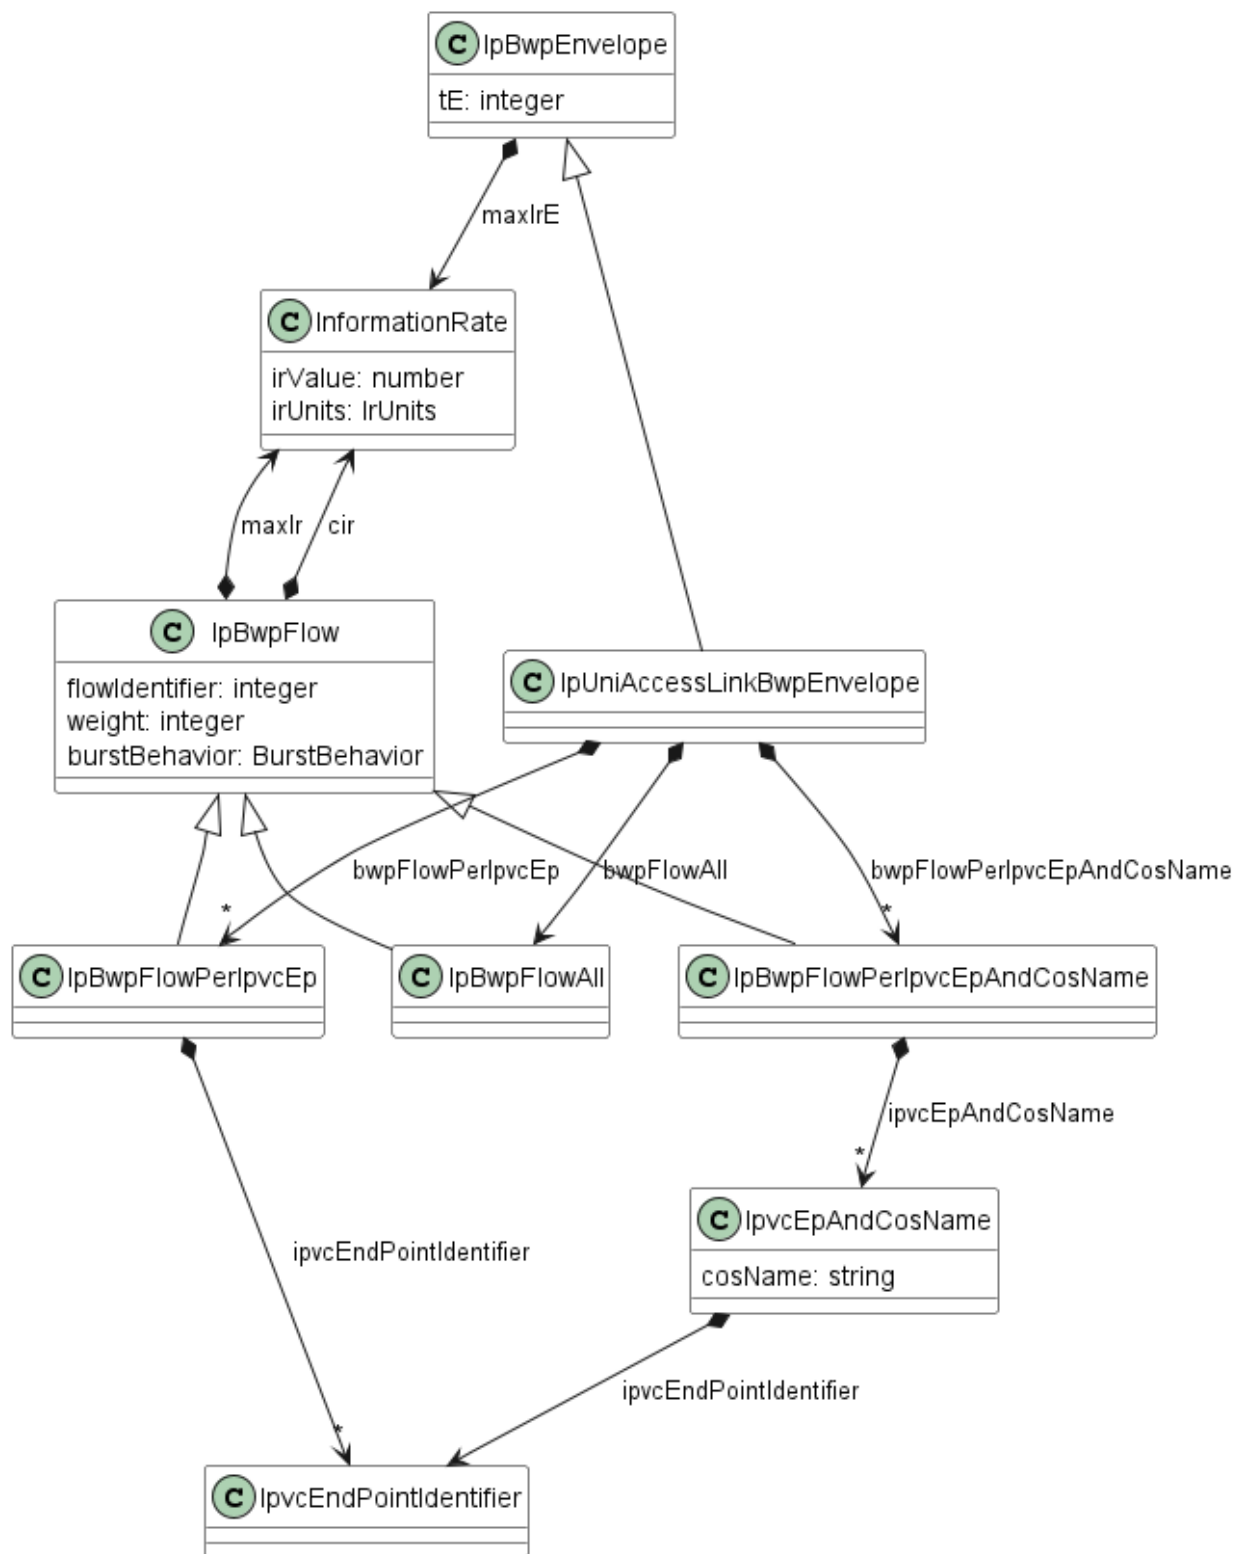 C IpBwpEnvelope
tE: integer
maxIrE
C InformationRate
irValue: number
irUnits: IrUnits
maxIr cir
C IpBwpFlow
flowIdentifier: integer
weight: integer
burstBehavior: BurstBehavior
C IpUniAccessLinkBwpEnvelope
bwpFlowPerIpvcEp bwpFlowAll bwpFlowPerIpvcEpAndCosName
* *
C IpBwpFlowPerIpvcEp C IpBwpFlowAll C IpBwpFlowPerIpvcEpAndCosName
ipvcEpAndCosName
*
C IpvcEpAndCosName
cosName: string
ipvcEndPointIdentifier
ipvcEndPointIdentifier
*
C IpvcEndPointIdentifier